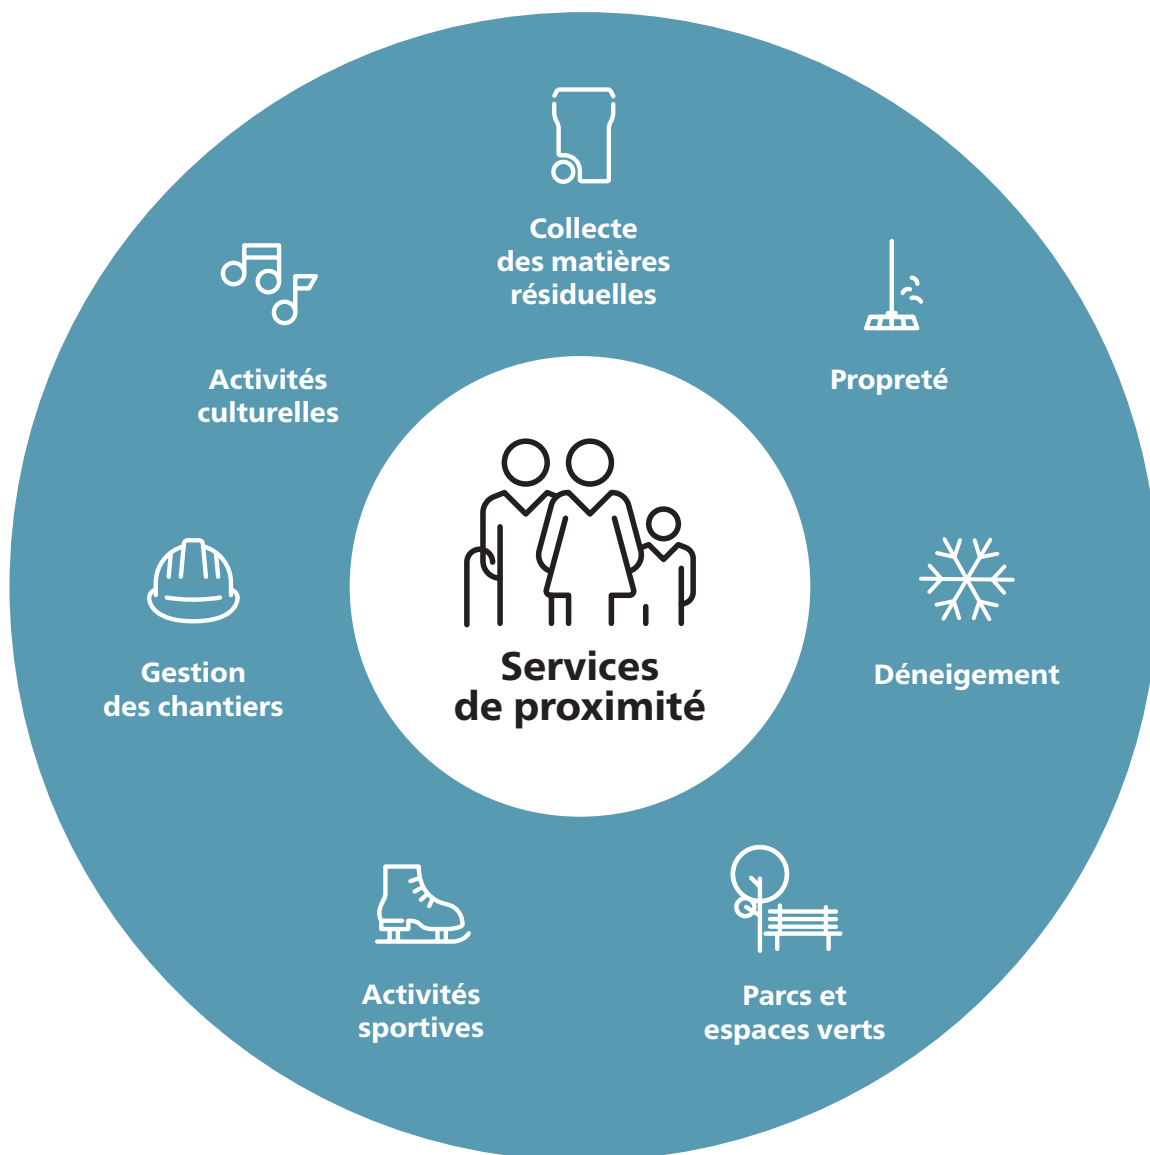 Collecte
des matières
résiduelles
Propreté
Déneigement
Parcs et
espaces verts
Activités
sportives
Gestion
des chantiers
Activités
culturelles
Services
de proximité